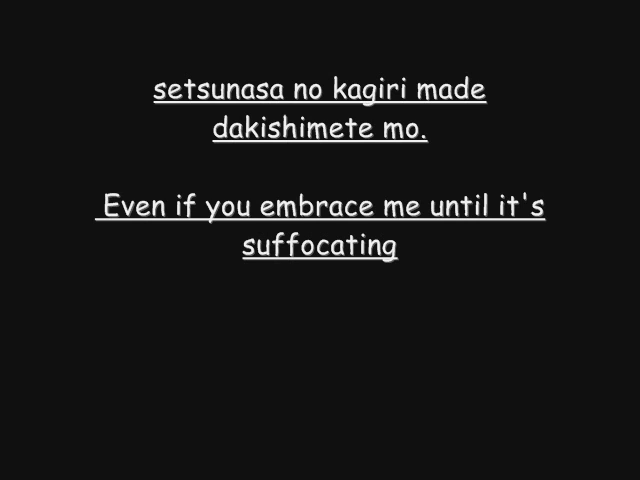 setsunasa no kagiri made
dakishimete mo.
Even if you embrace me until it's
suffocating